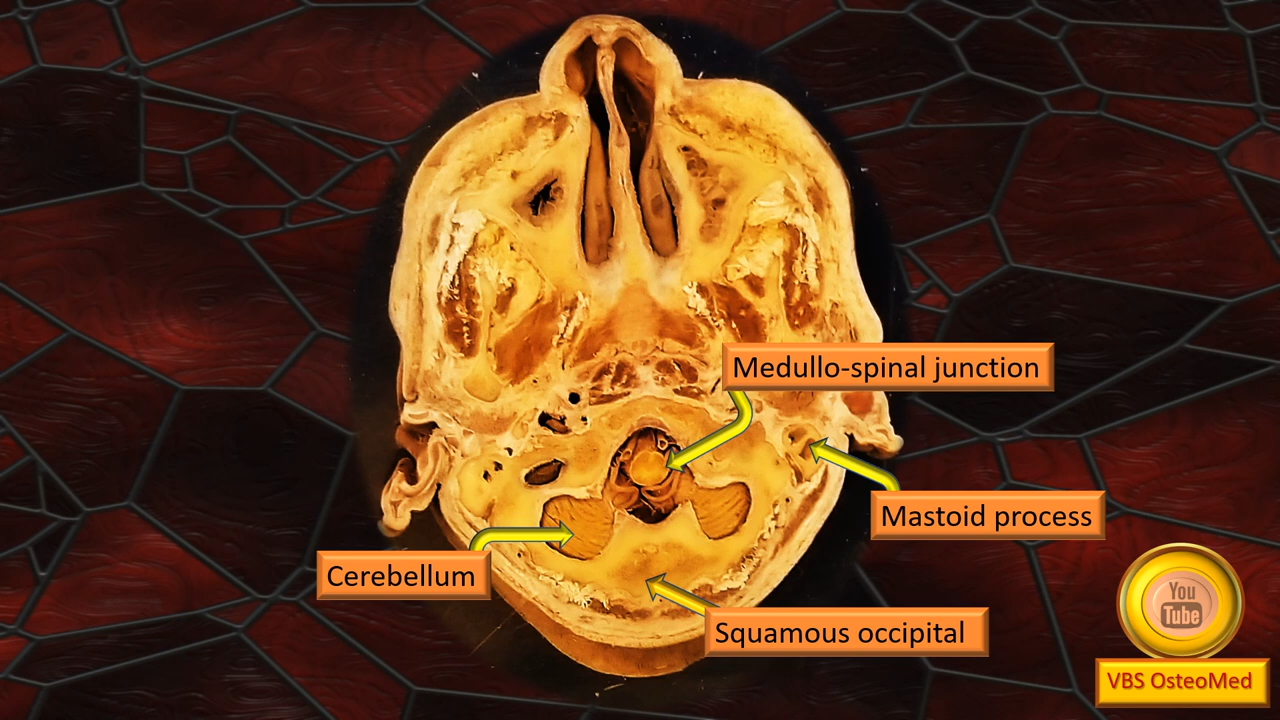 Medullo-spinal junction
Mastoid process
Cerebellum
Squamous occipital
You
Tube
VBS OsteoMed